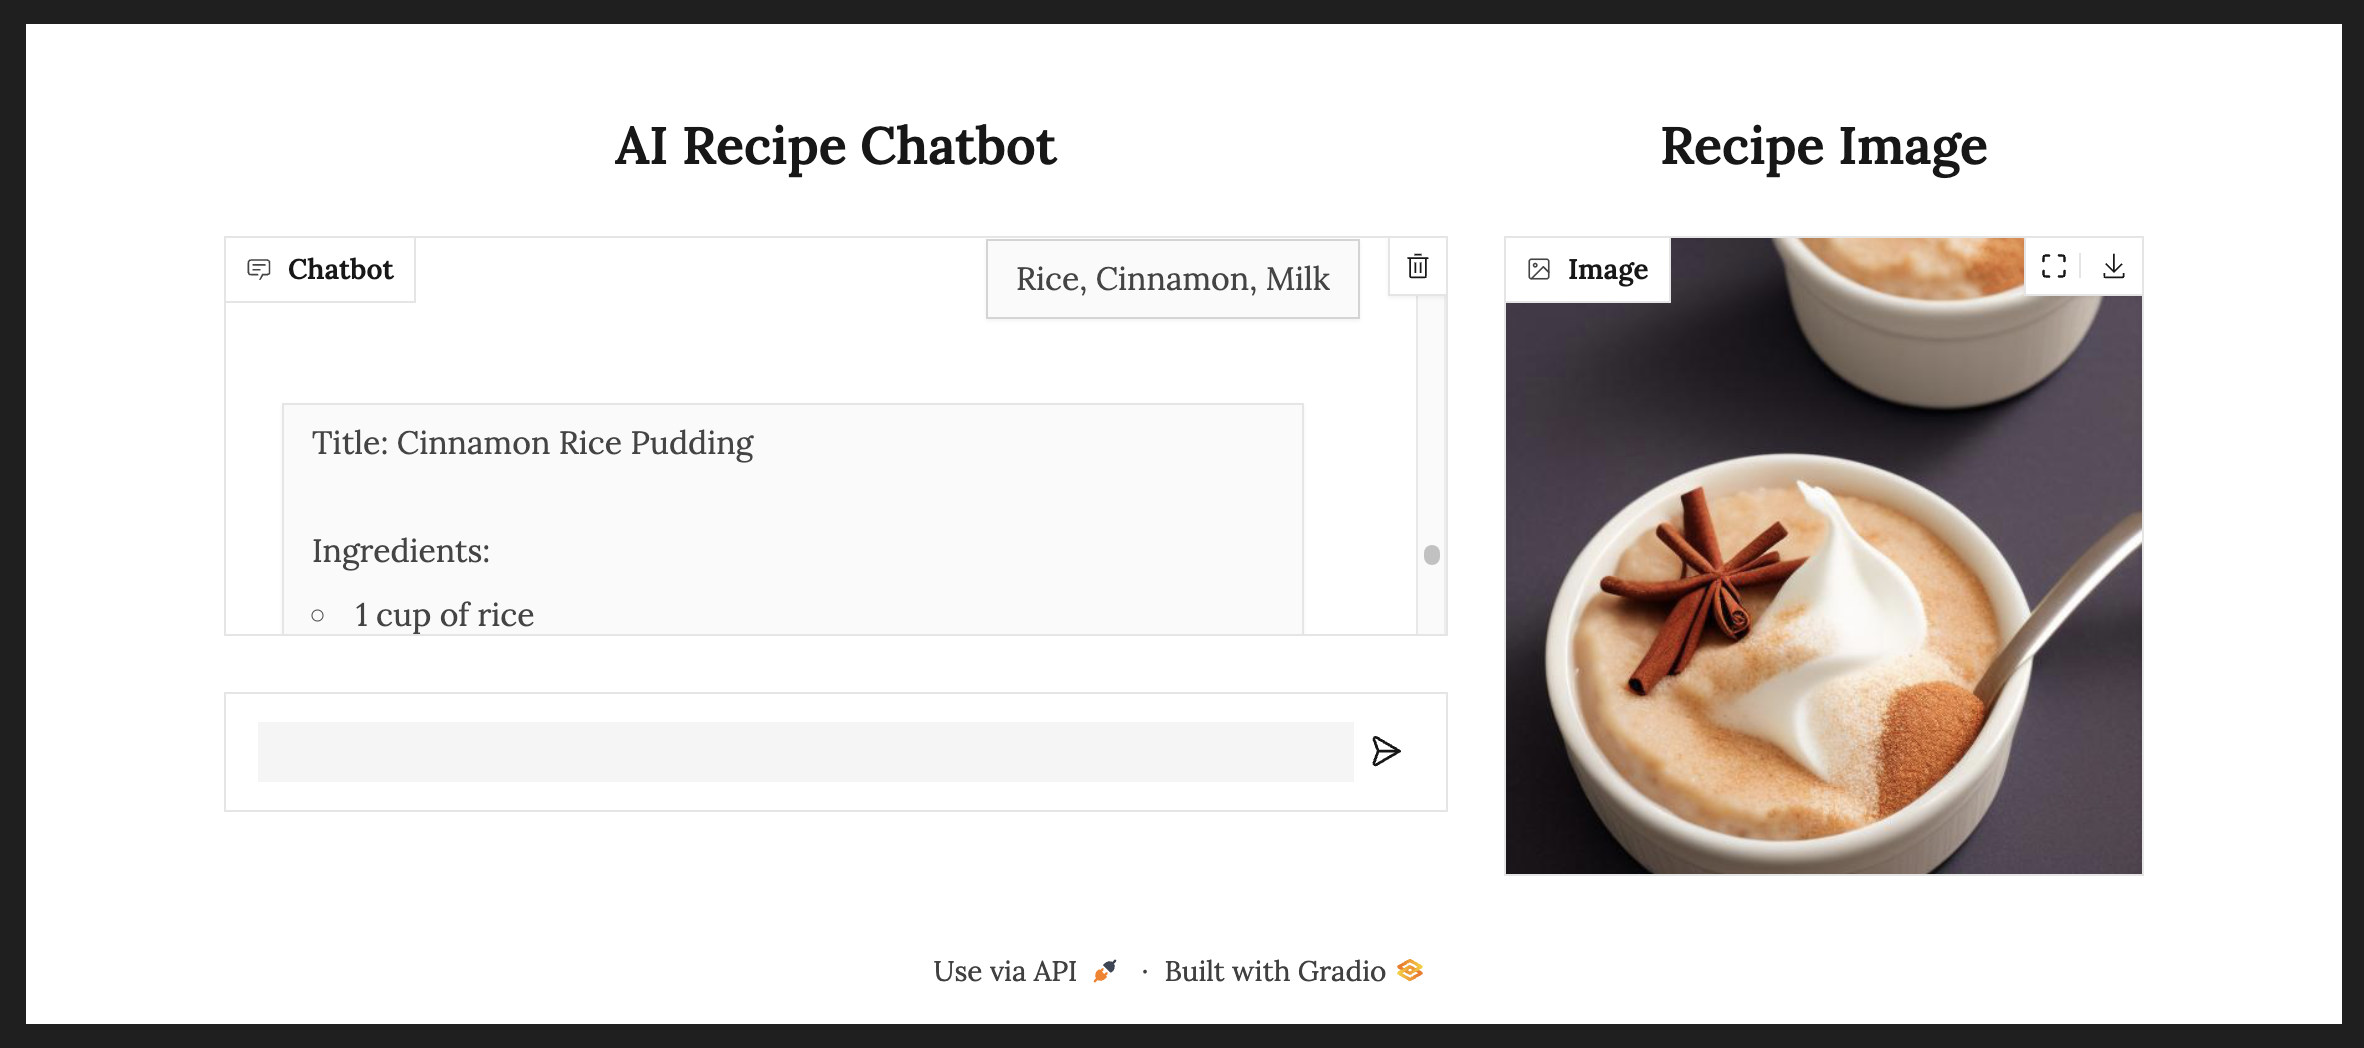 AI Recipe Chatbot
Recipe Image
Chatbot
Rice, Cinnamon, Milk
Image
Title: Cinnamon Rice Pudding
Ingredients:
1 cup of rice
Use via API · Built with Gradio